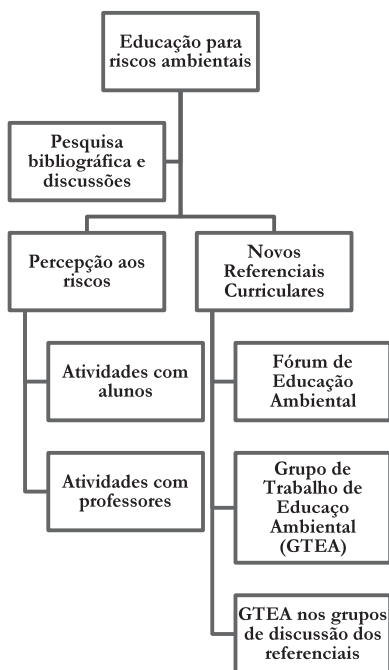 Educação para
riscos ambientais
Pesquisa
bibliográfica e
discussões
Percepção aos
riscos
Novos
Referenciais
Curriculares
Atividades com
alunos
Atividades com
professores
Fórum de
Educação
Ambiental
Grupo de
Trabalho de
Educaço
Ambiental
(GTEA)
GTEA nos grupos
de discussão dos
referenciais